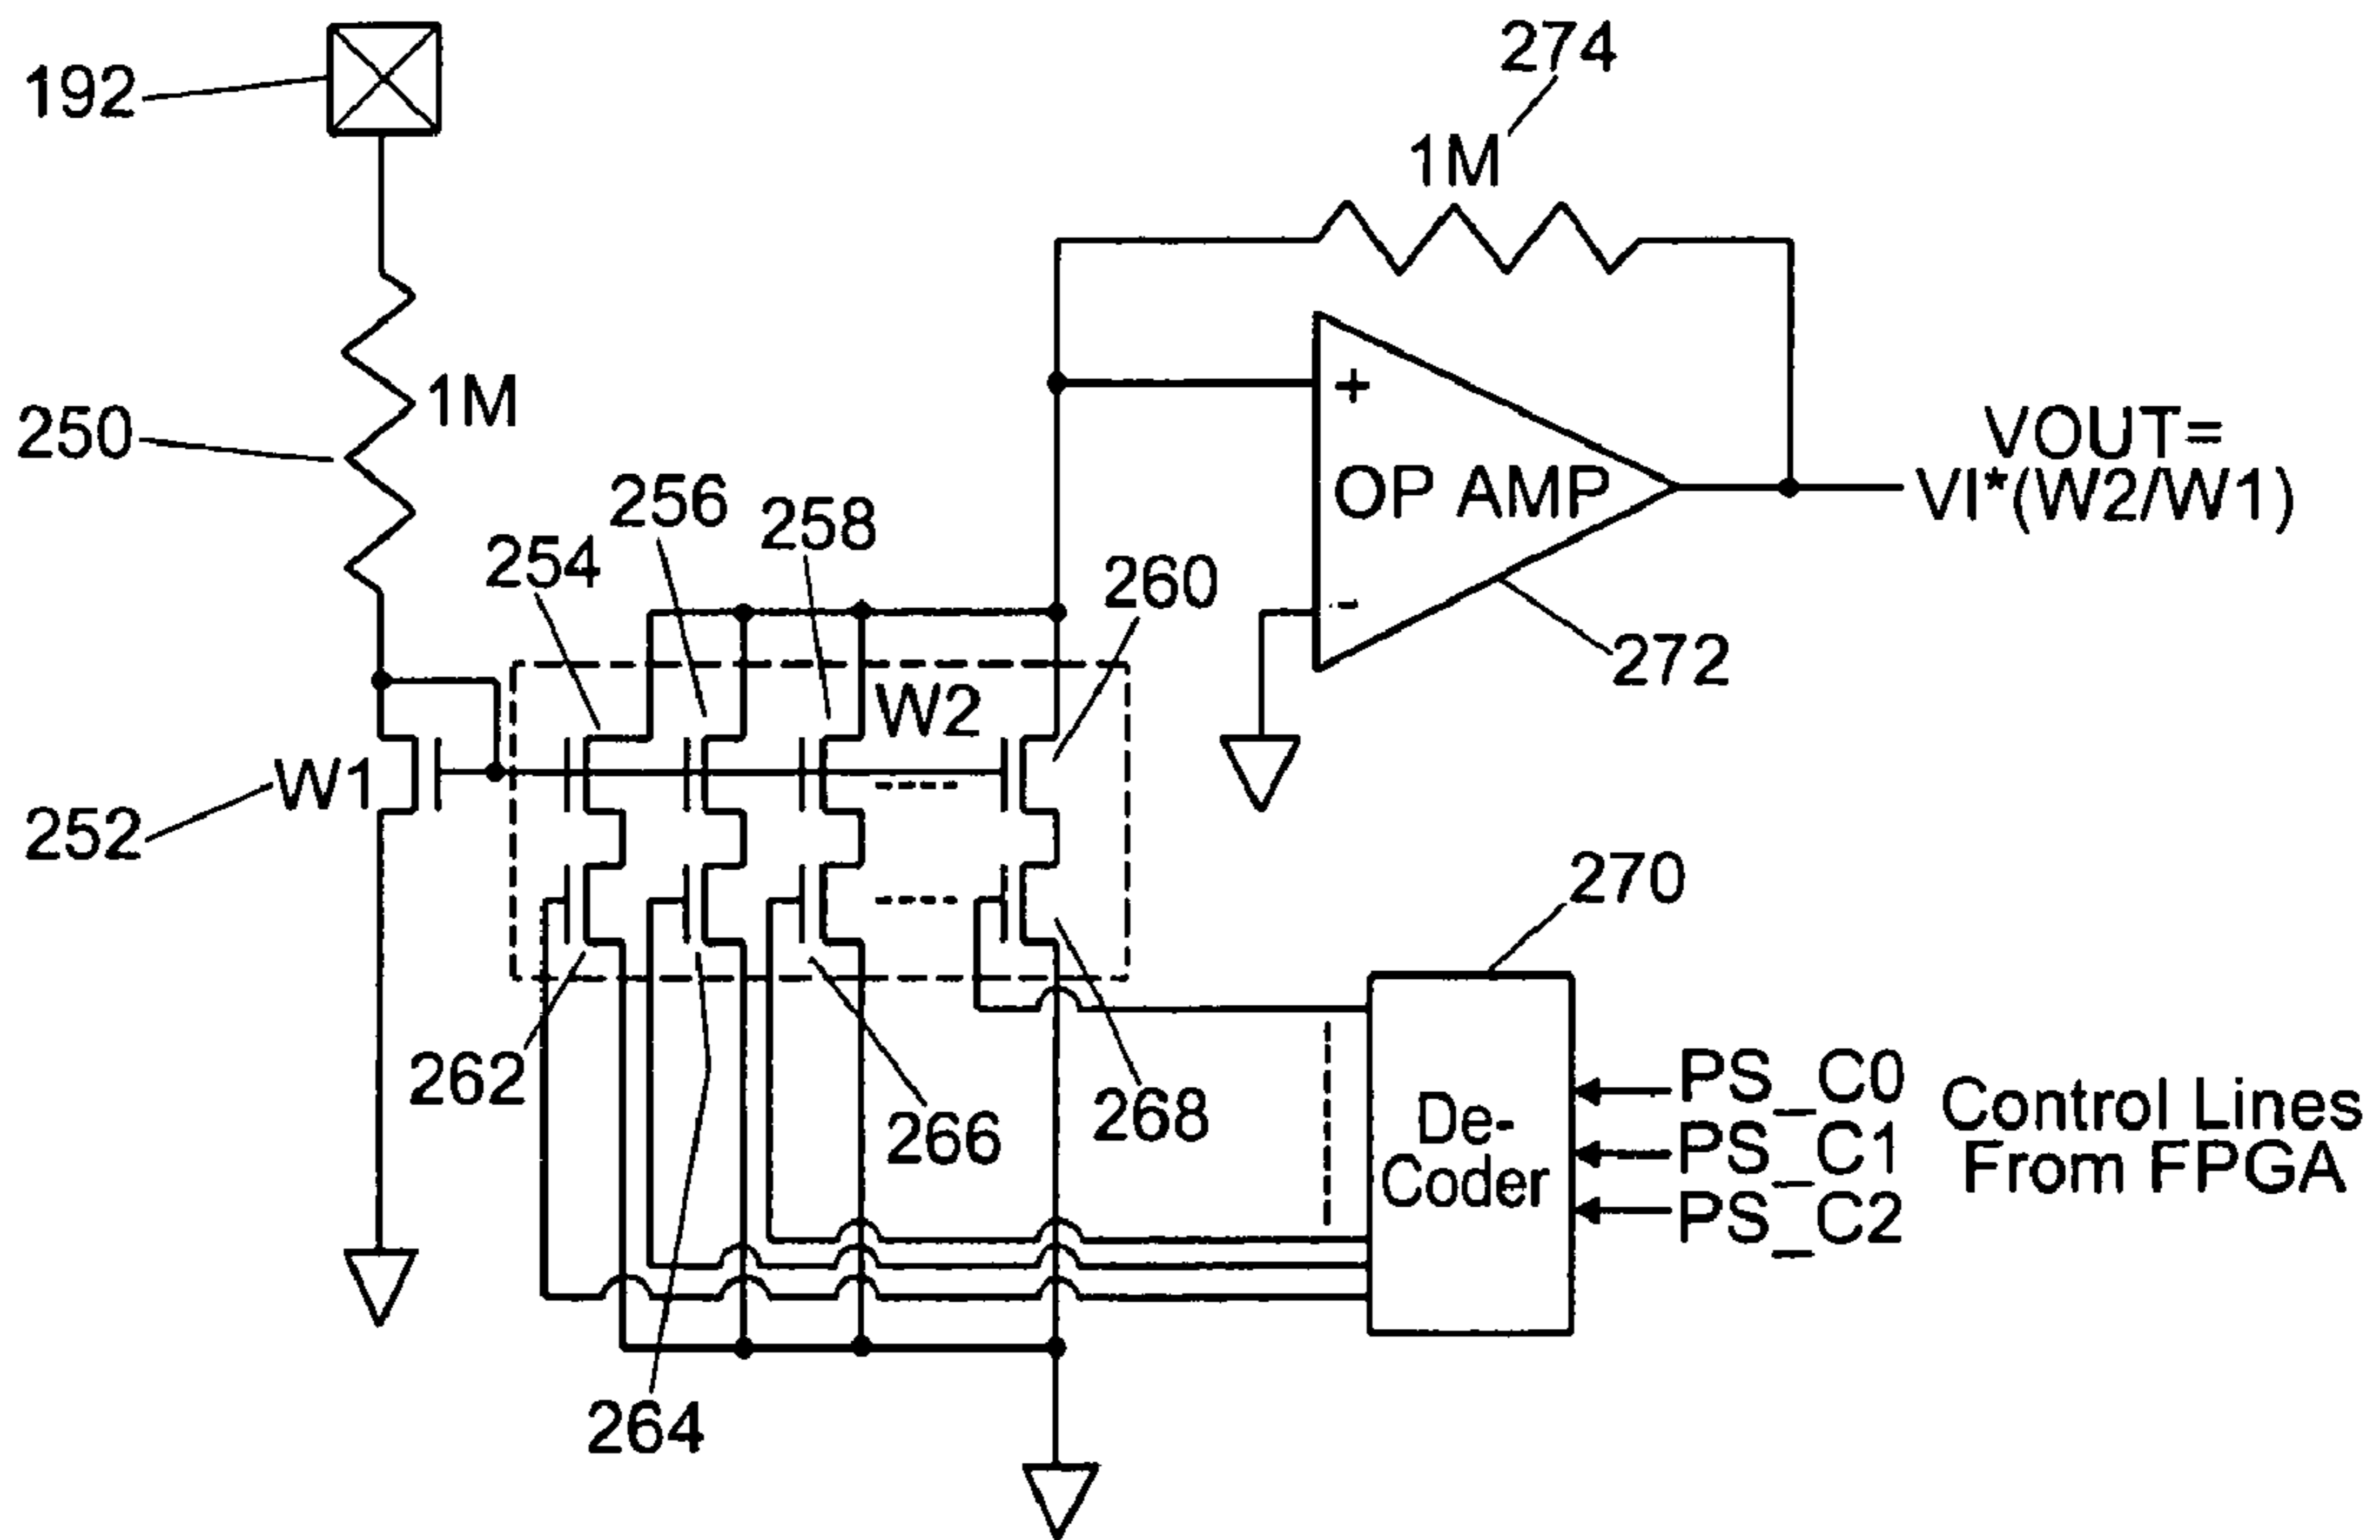 274
192
1M
1M
250
VOUT=
VI*(W2/W1)
+
OP AMP
-
256
258
254
260
272
W2
W1
252
270
262
266
268
De-
Coder
PS_C0
PS_C1
PS_C2
Control Lines
From FPGA
264